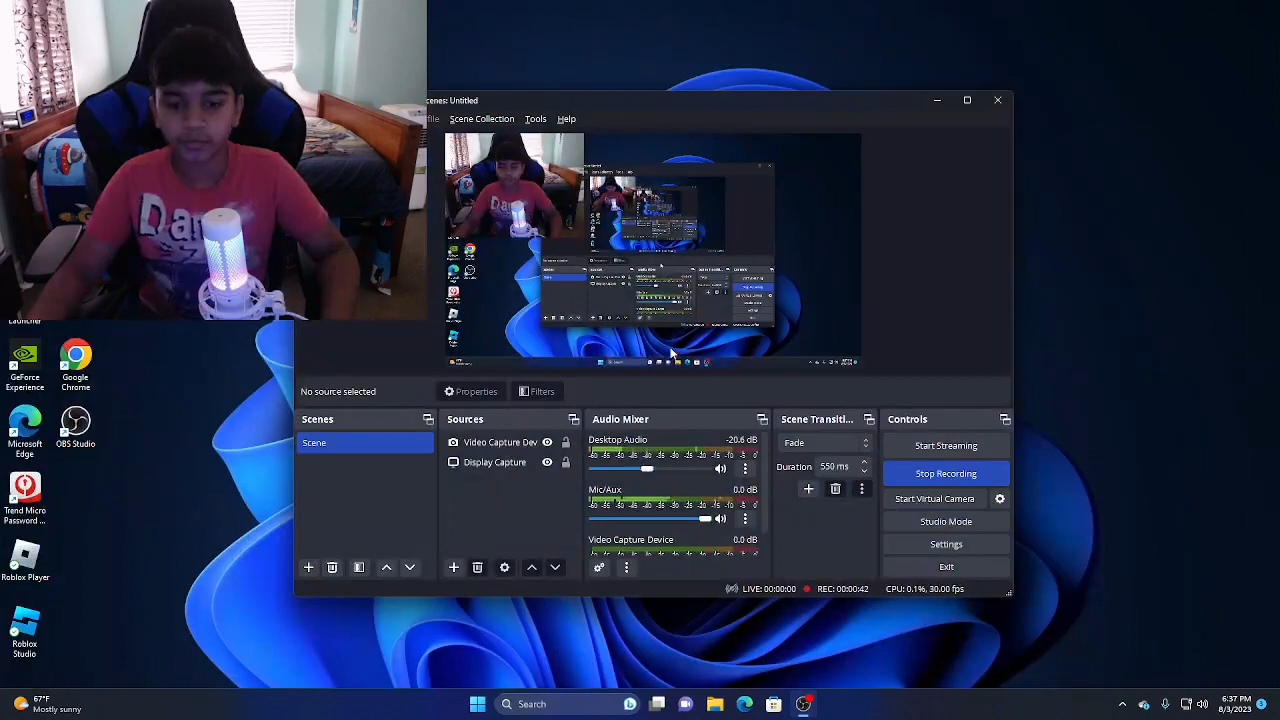 Scenes: Untitled
file Scene Collection Tools Help
Launcher
GeForce
Experience
Google
Chrome
Microsoft
Edge
OBS Studio
Trend Micro
Password ...
Roblox Player
Roblox
Studio
No source selected
Properties
Filters
Scenes
Scene
Sources
Video Capture Dev
Display Capture
Audio Mixer
Desktop Audio
Mic/Aux 0.0 dB
Video Capture Device 0.0 dB
Scene Transiti...
Fade
Duration 550 ms
Controls
Start Streaming
Stop Recording
Start Virtual Camera
Studio Mode
Settings
Exit
LIVE: 00:00:00 REC: 00:00:42 CPU: 0.1%, 30.00 fps
67°F
Mostly sunny
Search
6:37 PM
8/3/2023
3